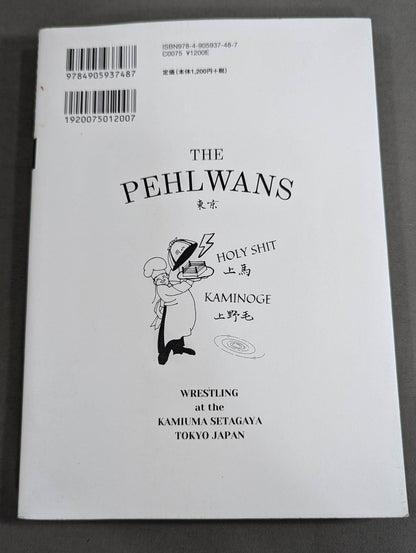 ISBN978-4-905937-48-7
C0075 ¥1200E
9784905937487
定価(本体1,200円+税)
1920075012007
THE
PEHLWANS
東京
HOLY SHIT
上馬
KAMINOGE
上野毛
WRESTLING
at the
KAMIUMA SETAGAYA
TOKYO JAPAN